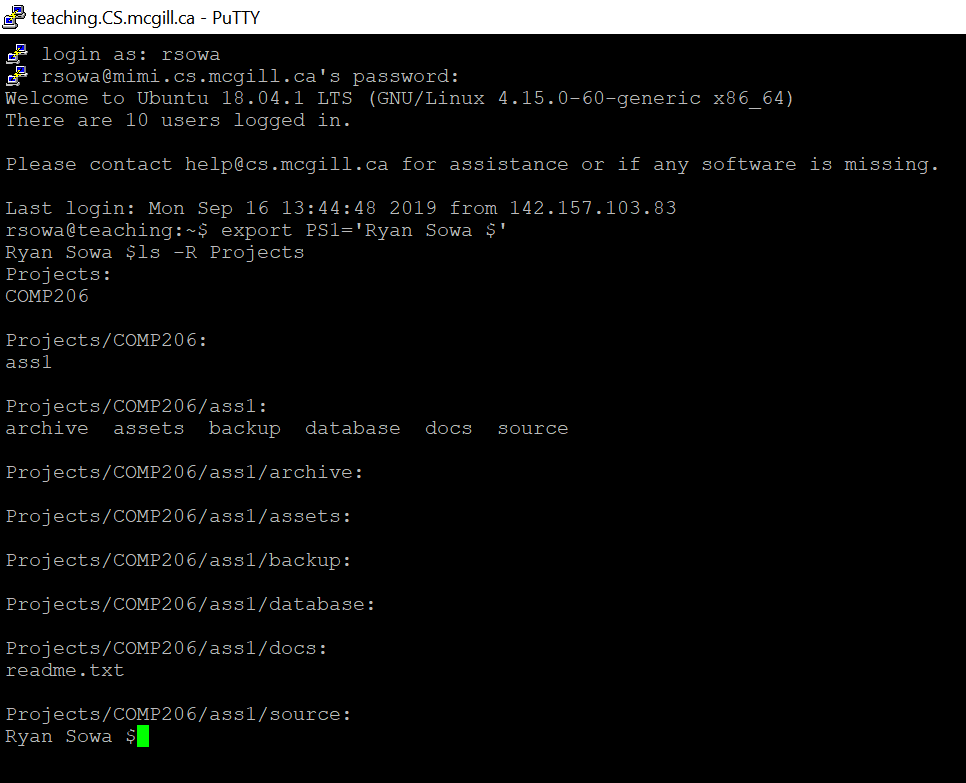 teaching.CS.mcgill.ca - PuTTY
login as: rsowa
rsowa@mimi.cs.mcgill.ca's password:
Welcome to Ubuntu 18.04.1 LTS (GNU/Linux 4.15.0-60-generic x86_64)
There are 10 users logged in.
Please contact help@cs.mcgill.ca for assistance or if any software is missing.
Last login: Mon Sep 16 13:44:48 2019 from 142.157.103.83
rsowa@teaching:~$ export PS1='Ryan Sowa $'
Ryan Sowa $ls -R Projects
Projects:
COMP206
Projects/COMP206:
ass1
Projects/COMP206/ass1:
archive  assets  backup  database  docs  source
Projects/COMP206/ass1/archive:
Projects/COMP206/ass1/assets:
Projects/COMP206/ass1/backup:
Projects/COMP206/ass1/database:
Projects/COMP206/ass1/docs:
readme.txt
Projects/COMP206/ass1/source:
Ryan Sowa $